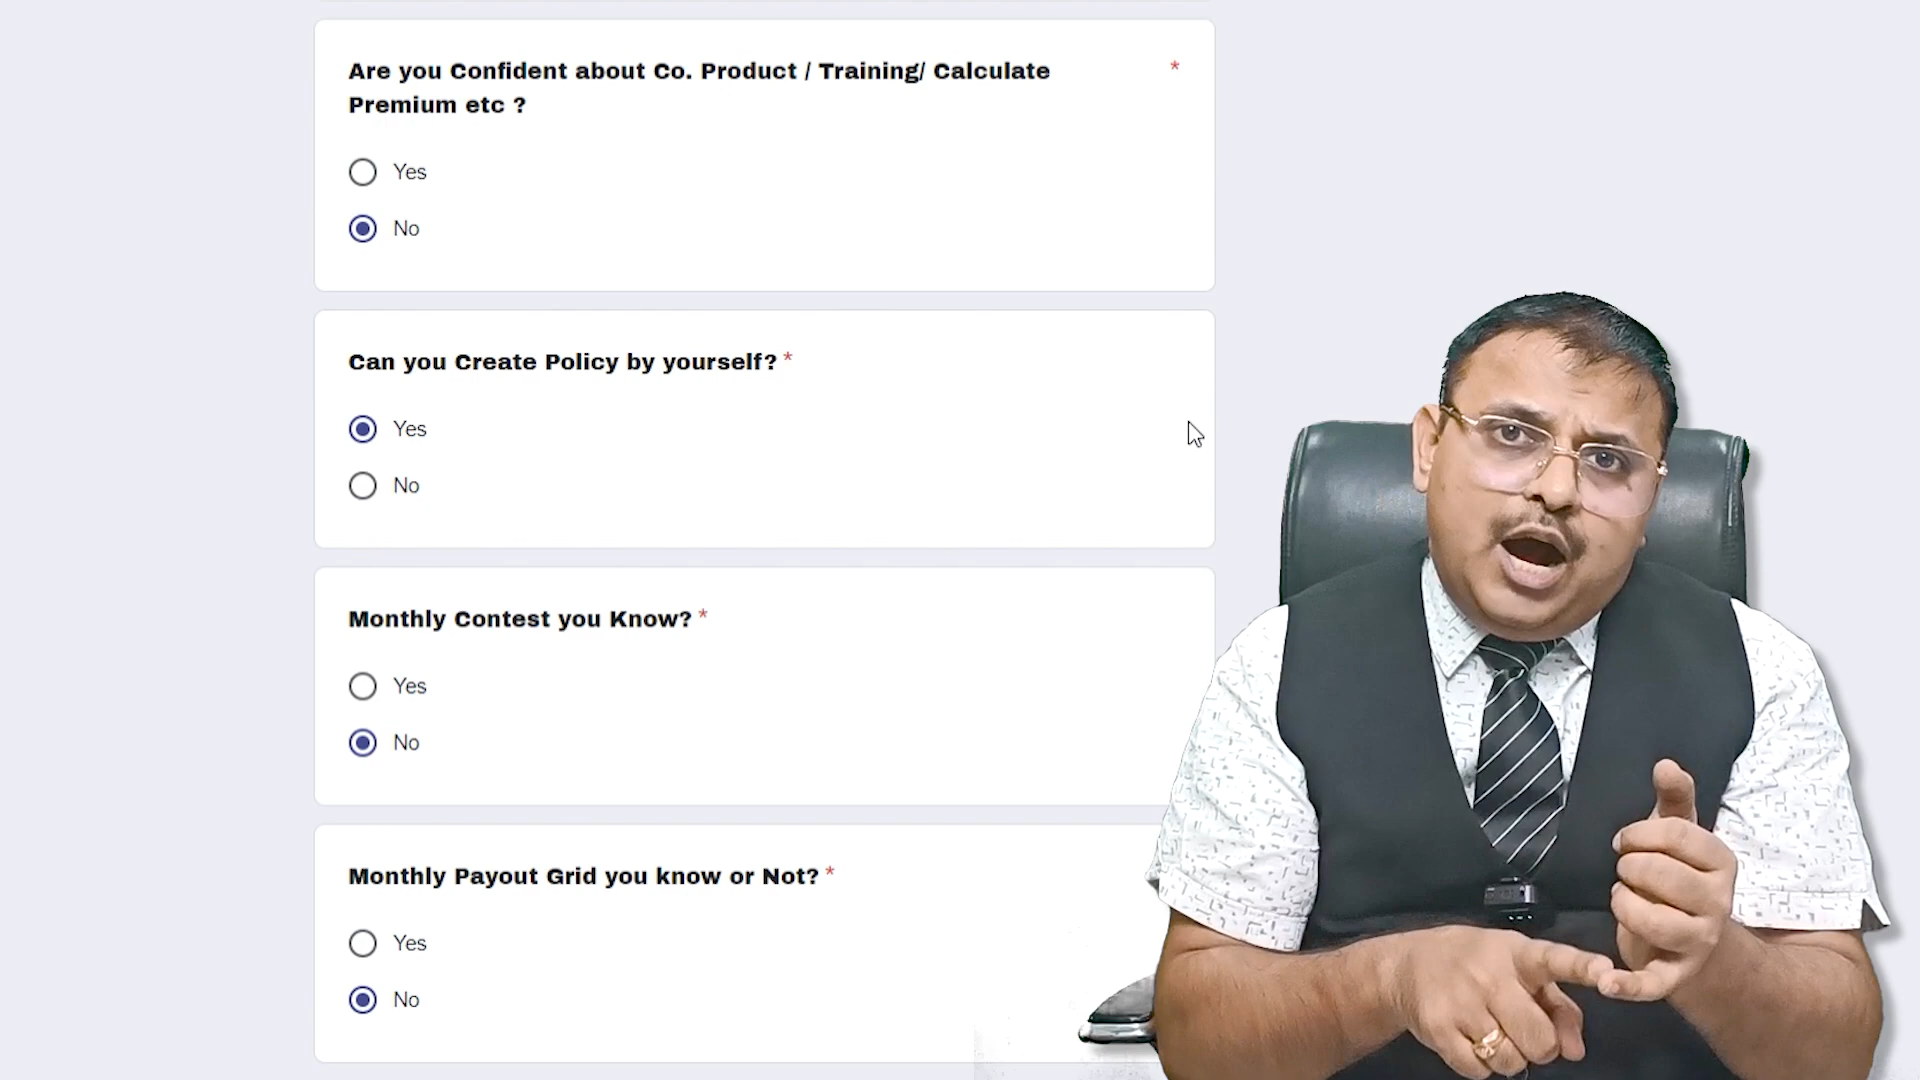 Are you Confident about Co. Product / Training/ Calculate *
Premium etc ?
Yes
No
Can you Create Policy by yourself? *
Yes
No
Monthly Contest you Know? *
Yes
No
Monthly Payout Grid you know or Not? *
Yes
No